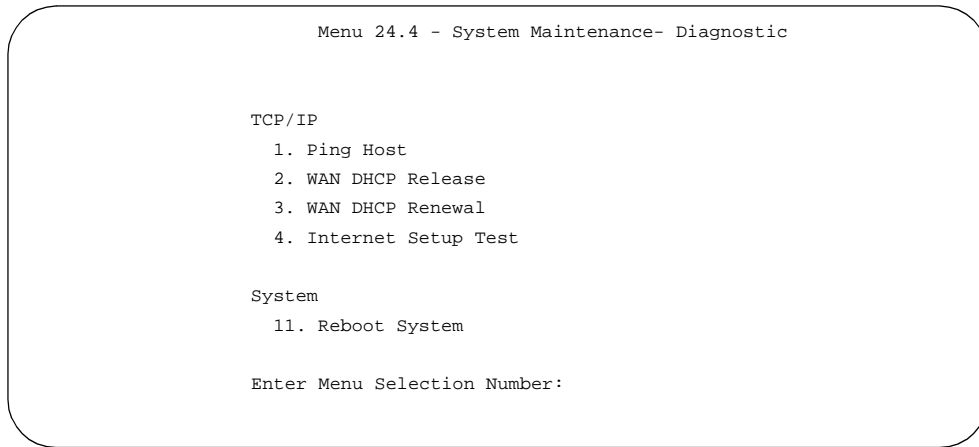 Menu 24.4 - System Maintenance- Diagnostic
TCP/IP
1. Ping Host
2. WAN DHCP Release
3. WAN DHCP Renewal
4. Internet Setup Test
System
11. Reboot System
Enter Menu Selection Number: